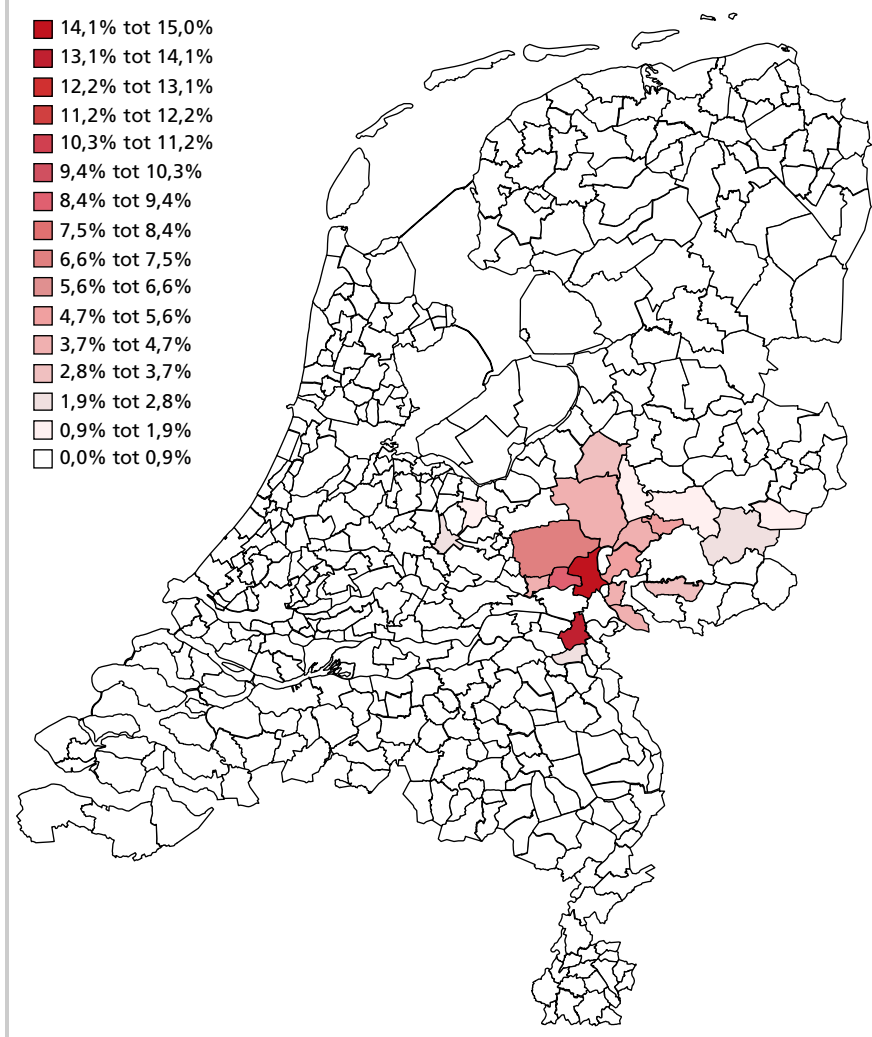 14,1% tot 15,0%
13,1% tot 14,1%
12,2% tot 13,1%
11,2% tot 12,2%
10,3% tot 11,2%
9,4% tot 10,3%
8,4% tot 9,4%
7,5% tot 8,4%
6,6% tot 7,5%
5,6% tot 6,6%
4,7% tot 5,6%
3,7% tot 4,7%
2,8% tot 3,7%
1,9% tot 2,8%
0,9% tot 1,9%
0,0% tot 0,9%